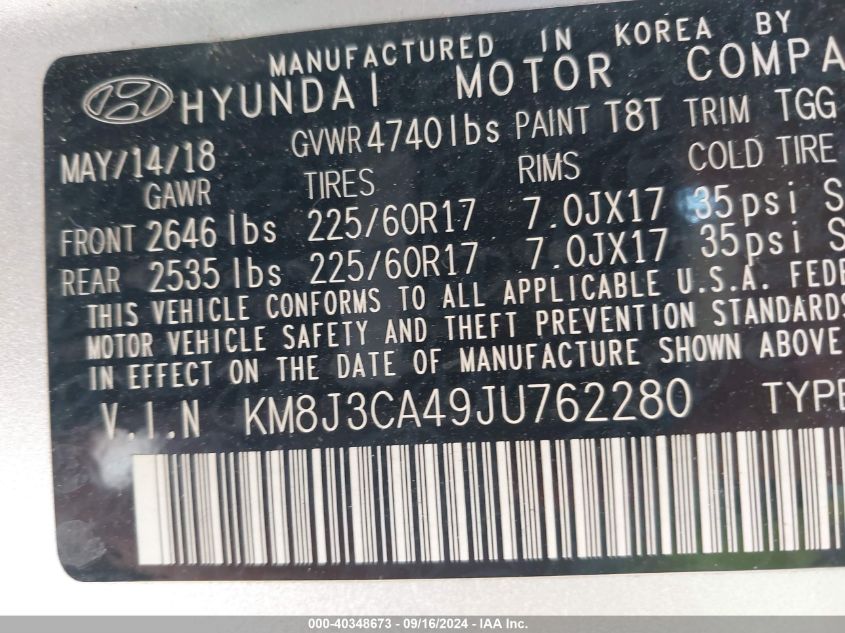 MANUFACTURED IN KOREA BY
HYUNDAI MOTOR COMPA
MAY/14/18 GVWR 4740 lbs PAINT T8T TRIM TGG
GAWR TIRES RIMS COLD TIRE
FRONT 2646 lbs 225/60R17 7.0JX17 35psi S
REAR 2535 lbs 225/60R17 7.0JX17 35psi S
THIS VEHICLE CONFORMS TO ALL APPLICABLE U.S.A. FEDE
MOTOR VEHICLE SAFETY AND THEFT PREVENTION STANDARDS
IN EFFECT ON THE DATE OF MANUFACTURE SHOWN ABOVE
V.I.N KM8J3CA49JU762280 TYPE
000-40348673 - 09/16/2024 - IAA Inc.